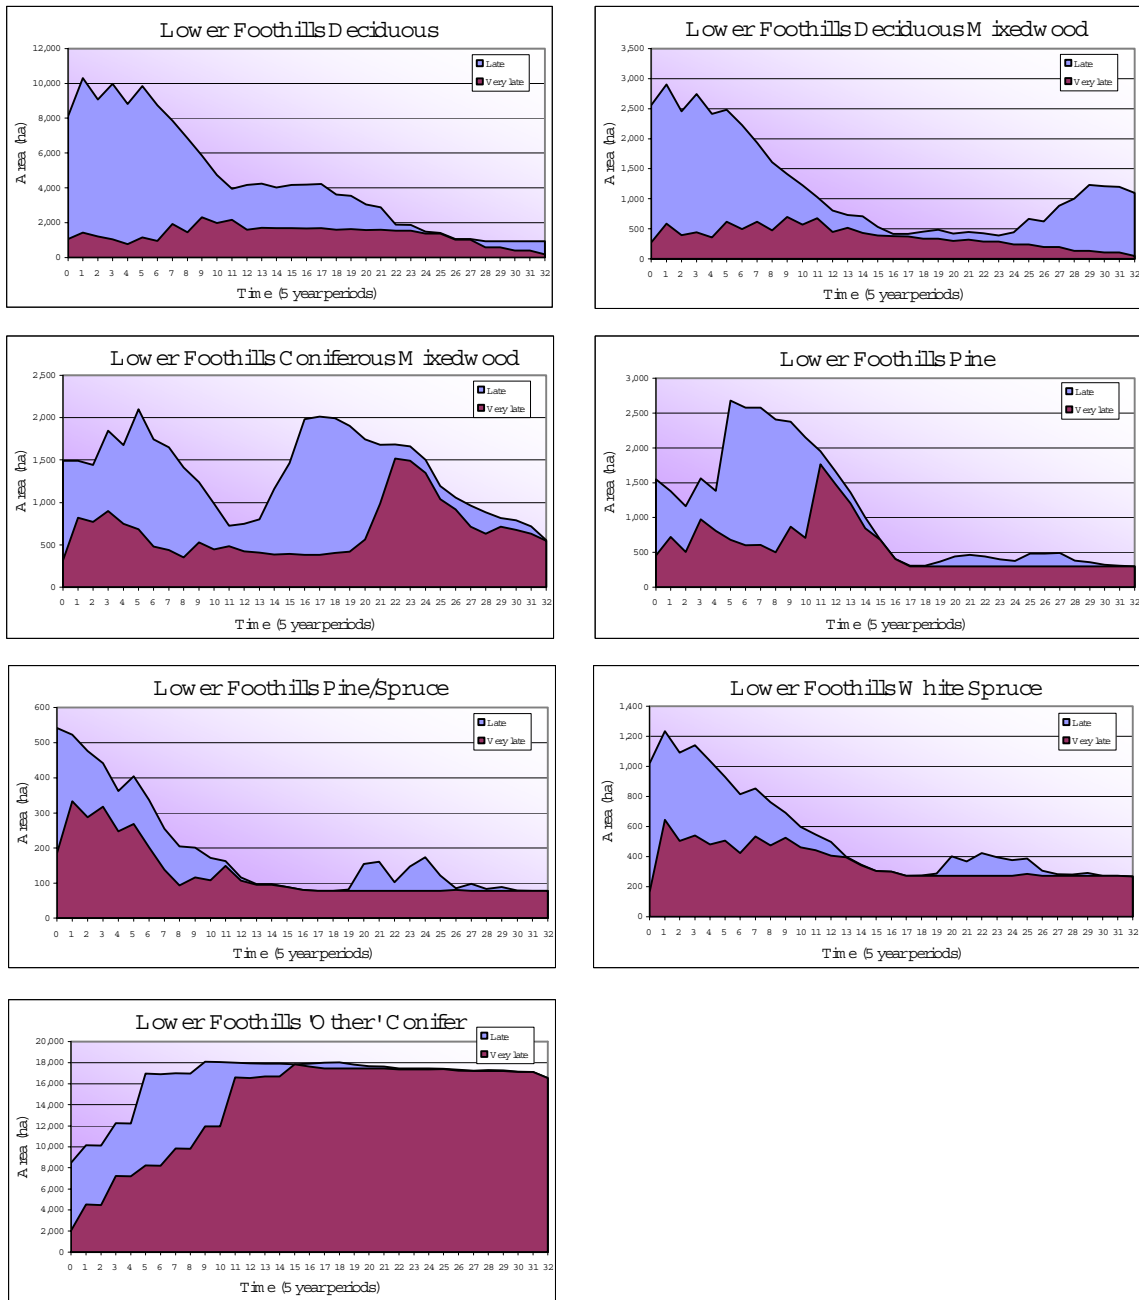 Lower Foothills Deciduous
12,000
10,000
8,000
6,000
4,000
2,000
0
Area (ha)
Late
Very late
0 1 2 3 4 5 6 7 8 9 10 11 12 13 14 15 16 17 18 19 20 21 22 23 24 25 26 27 28 29 30 31 32
Time (5 year periods)
Lower Foothills Deciduous Mixedwood
3,500
3,000
2,500
2,000
1,500
1,000
500
0
Area (ha)
Late
Very late
0 1 2 3 4 5 6 7 8 9 10 11 12 13 14 15 16 17 18 19 20 21 22 23 24 25 26 27 28 29 30 31 32
Time (5 year periods)
Lower Foothills Coniferous Mixedwood
2,500
2,000
1,500
1,000
500
0
Area (ha)
Late
Very late
0 1 2 3 4 5 6 7 8 9 10 11 12 13 14 15 16 17 18 19 20 21 22 23 24 25 26 27 28 29 30 31 32
Time (5 year periods)
Lower Foothills Pine
3,000
2,500
2,000
1,500
1,000
500
0
Area (ha)
Late
Very late
0 1 2 3 4 5 6 7 8 9 10 11 12 13 14 15 16 17 18 19 20 21 22 23 24 25 26 27 28 29 30 31 32
Time (5 year periods)
Lower Foothills Pine/Spruce
600
500
400
300
200
100
0
Area (ha)
Late
Very late
0 1 2 3 4 5 6 7 8 9 10 11 12 13 14 15 16 17 18 19 20 21 22 23 24 25 26 27 28 29 30 31 32
Time (5 year periods)
Lower Foothills White Spruce
1,400
1,200
1,000
800
600
400
200
0
Area (ha)
Late
Very late
0 1 2 3 4 5 6 7 8 9 10 11 12 13 14 15 16 17 18 19 20 21 22 23 24 25 26 27 28 29 30 31 32
Time (5 year periods)
Lower Foothills 'Other' Conifer
20,000
18,000
16,000
14,000
12,000
10,000
8,000
6,000
4,000
2,000
0
Area (ha)
Late
Very late
0 1 2 3 4 5 6 7 8 9 10 11 12 13 14 15 16 17 18 19 20 21 22 23 24 25 26 27 28 29 30 31 32
Time (5 year periods)